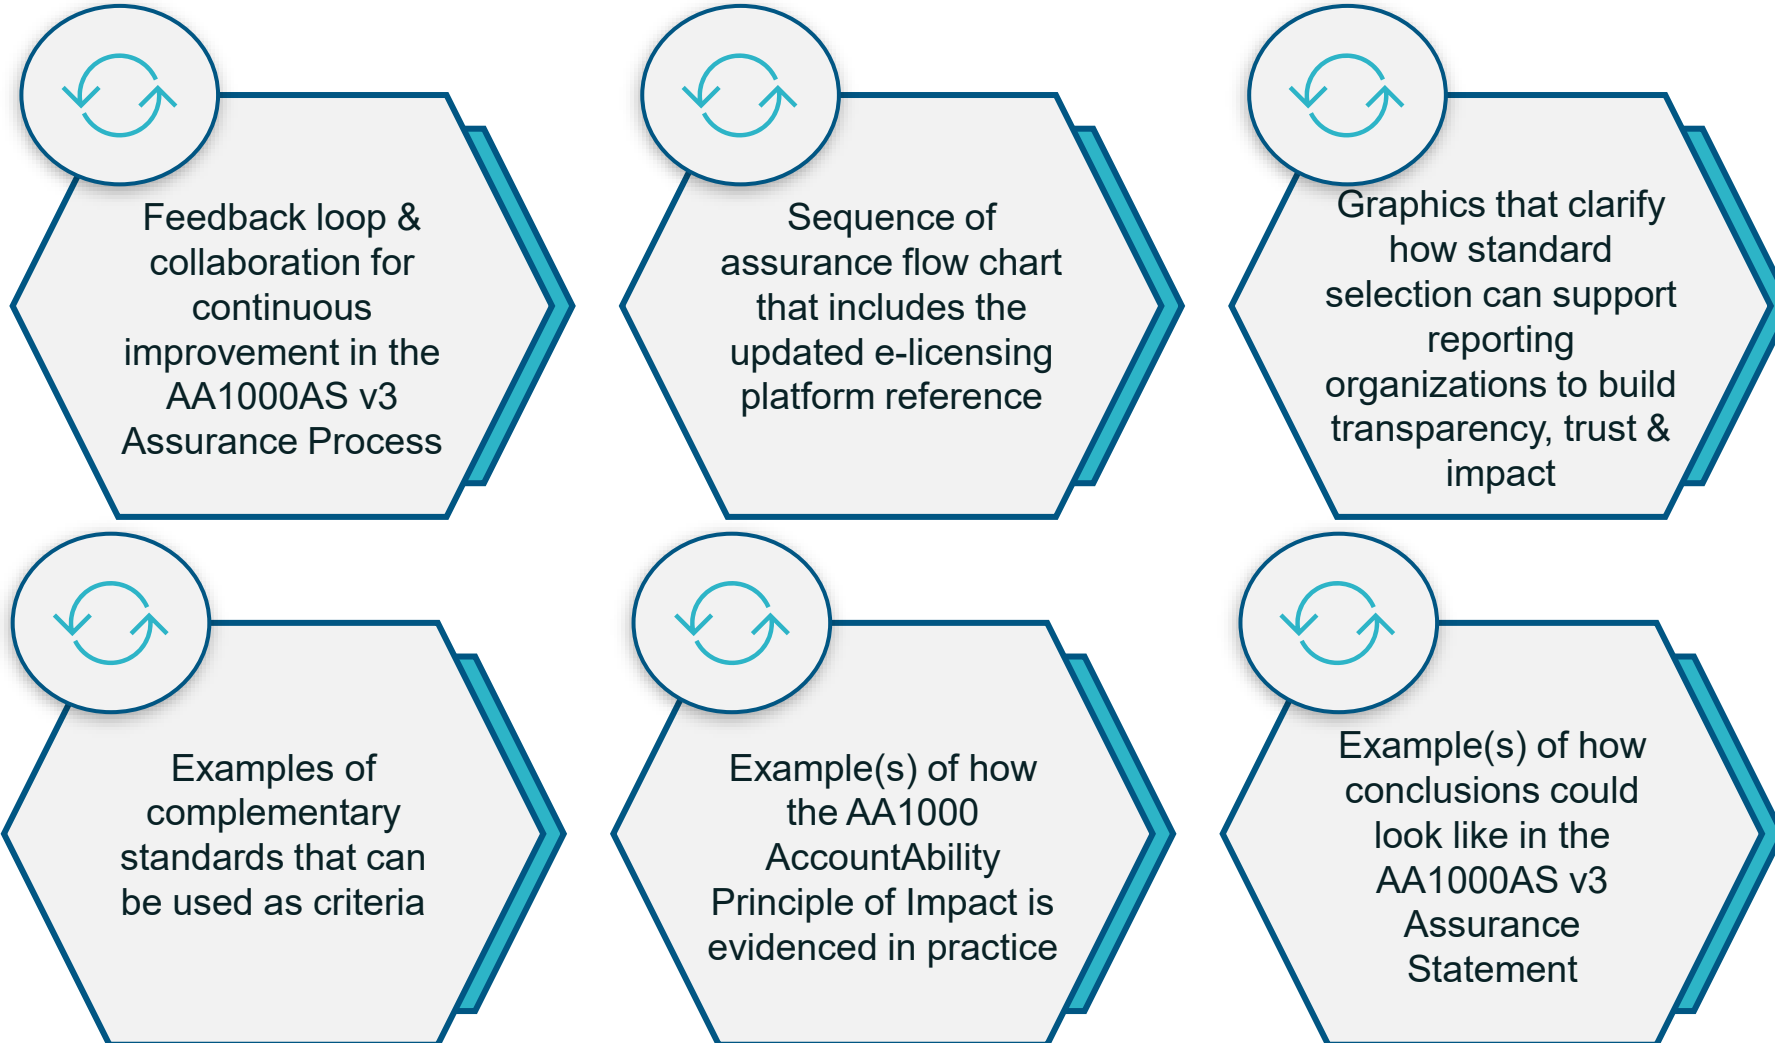 Feedback loop &
collaboration for
continuous
improvement in the
AA1000AS v3
Assurance Process
Sequence of
assurance flow chart
that includes the
updated e-licensing
platform reference
Graphics that clarify
how standard
selection can support
reporting
organizations to build
transparency, trust &
impact
Examples of
complementary
standards that can
be used as criteria
Example(s) of how
the AA1000
AccountAbility
Principle of Impact is
evidenced in practice
Example(s) of how
conclusions could
look like in the
AA1000AS v3
Assurance
Statement